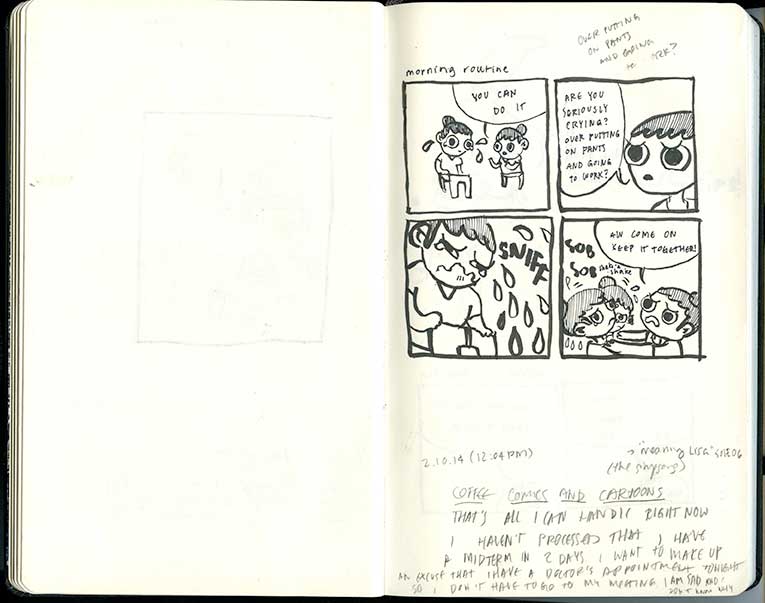 OVER PUTTING
ON PANTS
AND GOING
to WORK?
morning routine
YOU CAN
DO IT
ARE YOU
SERIOUSLY
CRYING?
OVER PUTTING
ON PANTS
AND GOING
TO WORK?
SNIFF
SOB
SOB
shake
shake
AW COME ON
KEEP IT TOGETHER!
2.10.14 (12:04PM)
→ "moaning LISA" S1E06
(the simpsons)
COFFEE COMICS AND CARTOONS
THAT'S ALL I CAN HANDLE RIGHT NOW
I HAVEN'T PROCESSED THAT I HAVE
A MIDTERM IN 2 DAYS. I WANT TO MAKE UP
AN EXCUSE THAT I HAVE A DOCTOR'S APPOINTMENT TONIGHT
SO I DON'T HAVE TO GO TO MY MEETING. I AM SAD AND I
DON'T KNOW WHY